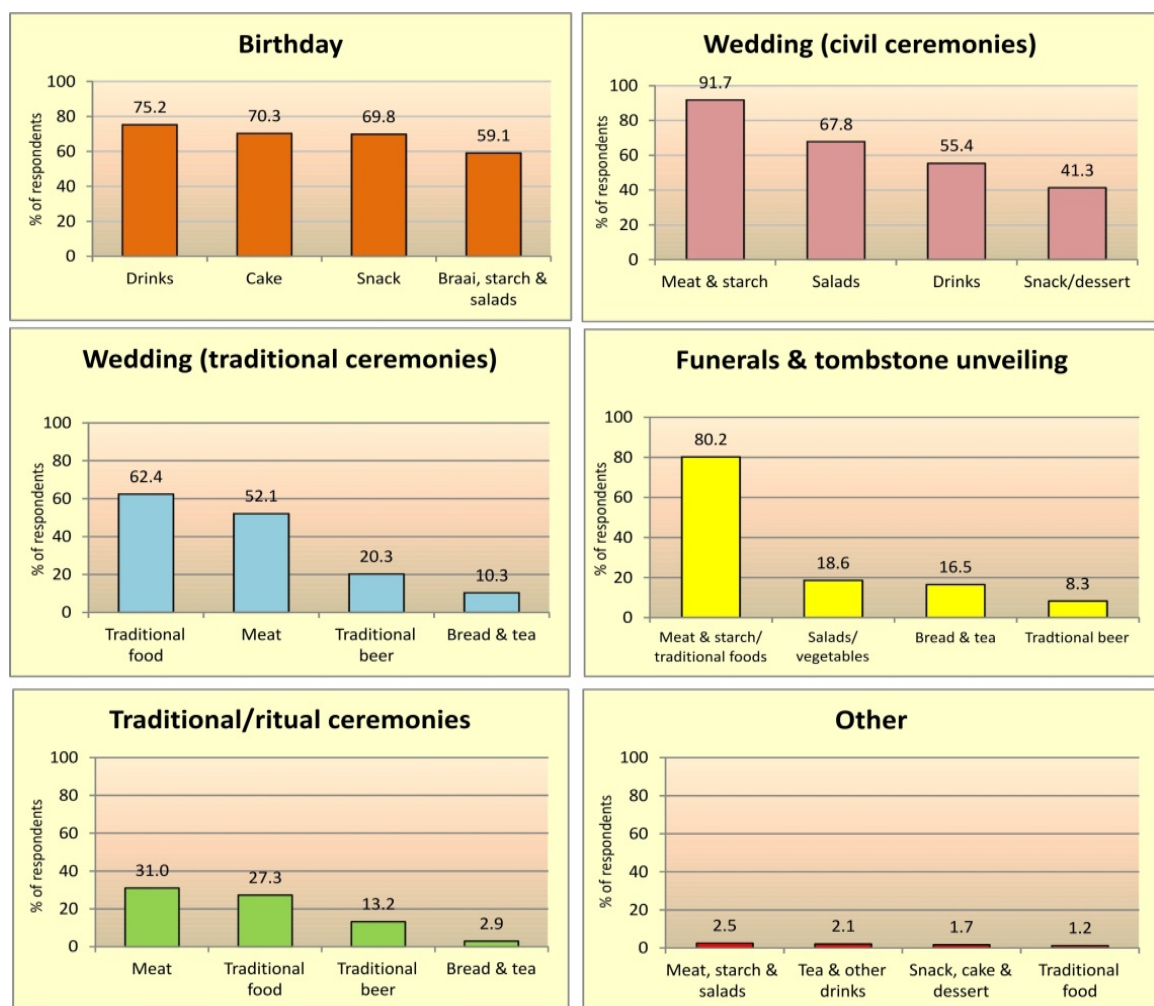 Birthday
% of respondents
100
80
60
40
20
0
75.2
70.3
69.8
59.1
Drinks
Cake
Snack
Braai, starch &
salads
Wedding (civil ceremonies)
% of respondents
100
80
60
40
20
0
91.7
67.8
55.4
41.3
Meat & starch
Salads
Drinks
Snack/dessert
Wedding (traditional ceremonies)
% of respondents
100
80
60
40
20
0
62.4
52.1
20.3
10.3
Traditional
food
Meat
Traditional
beer
Bread & tea
Funerals & tombstone unveiling
% of respondents
100
80
60
40
20
0
80.2
18.6
16.5
8.3
Meat & starch/
traditional foods
Salads/
vegetables
Bread & tea
Tradtional beer
Traditional/ritual ceremonies
% of respondents
100
80
60
40
20
0
31.0
27.3
13.2
2.9
Meat
Traditional
food
Traditional
beer
Bread & tea
Other
% of respondents
100
80
60
40
20
0
2.5
2.1
1.7
1.2
Meat, starch &
salads
Tea & other
drinks
Snack, cake &
dessert
Traditional
food